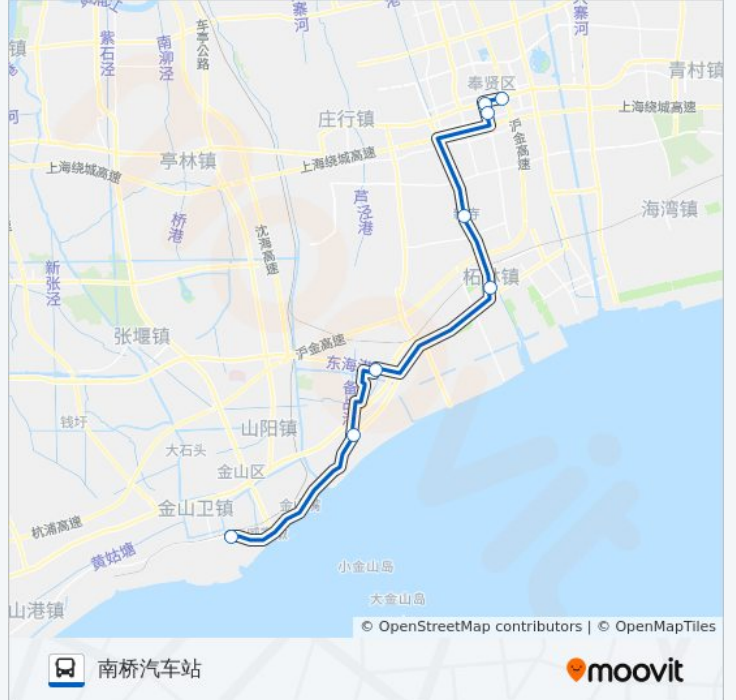 寨河
大寨河
镇
紫石泾
南泖泾
车亭公路
奉贤区
青村镇
河
庄行镇
上海绕城高速
沪金高速
上海绕城高速
亭林镇
上海绕城高速
芦泾港
海湾镇
桥港
沈海高速
新张泾
柘林镇
张堰镇
沪金高速
东海
钱圩
山阳镇
大石头
金山区
金山卫镇
杭浦高速
黄姑塘
小金山岛
大金山岛
山港镇
© OpenStreetMap contributors | © OpenMapTiles
南桥汽车站
moovit